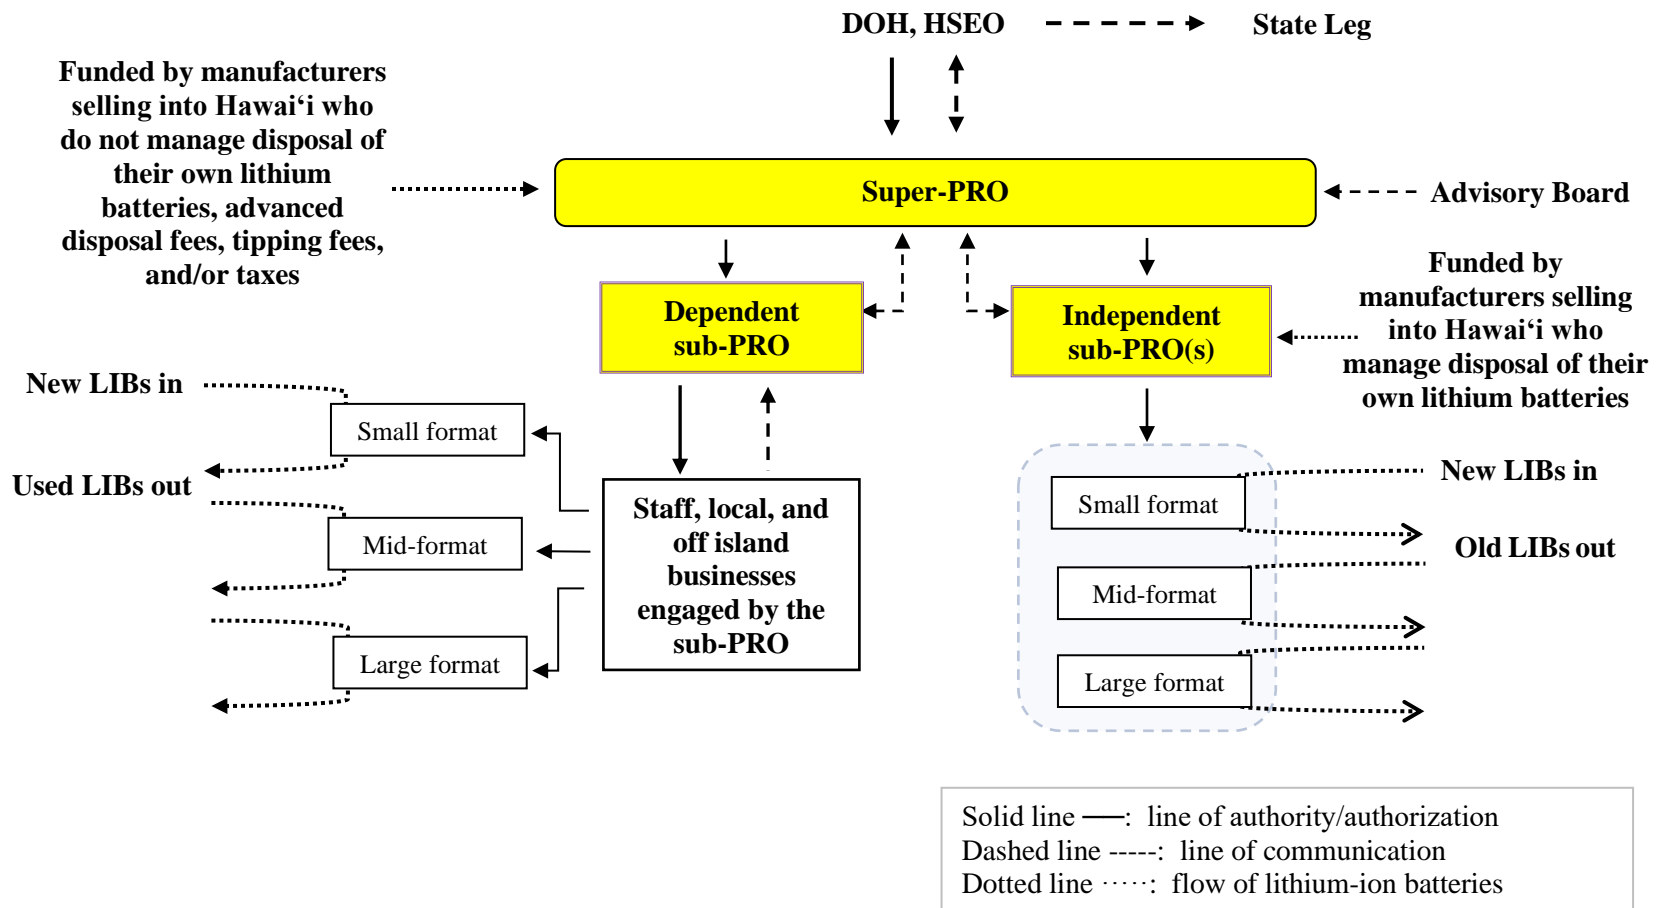 DOH, HSEO
State Leg
Funded by manufacturers
selling into Hawai‘i who
do not manage disposal of
their own lithium
batteries, advanced
disposal fees, tipping fees,
and/or taxes
Super-PRO
Advisory Board
Dependent
sub-PRO
Independent
sub-PRO(s)
Funded by
manufacturers selling
into Hawai‘i who
manage disposal of their
own lithium batteries
New LIBs in
Small format
Used LIBs out
Mid-format
Large format
Staff, local, and
off island
businesses
engaged by the
sub-PRO
Small format
New LIBs in
Old LIBs out
Mid-format
Large format
Solid line ——: line of authority/authorization
Dashed line -----: line of communication
Dotted line ·····: flow of lithium-ion batteries